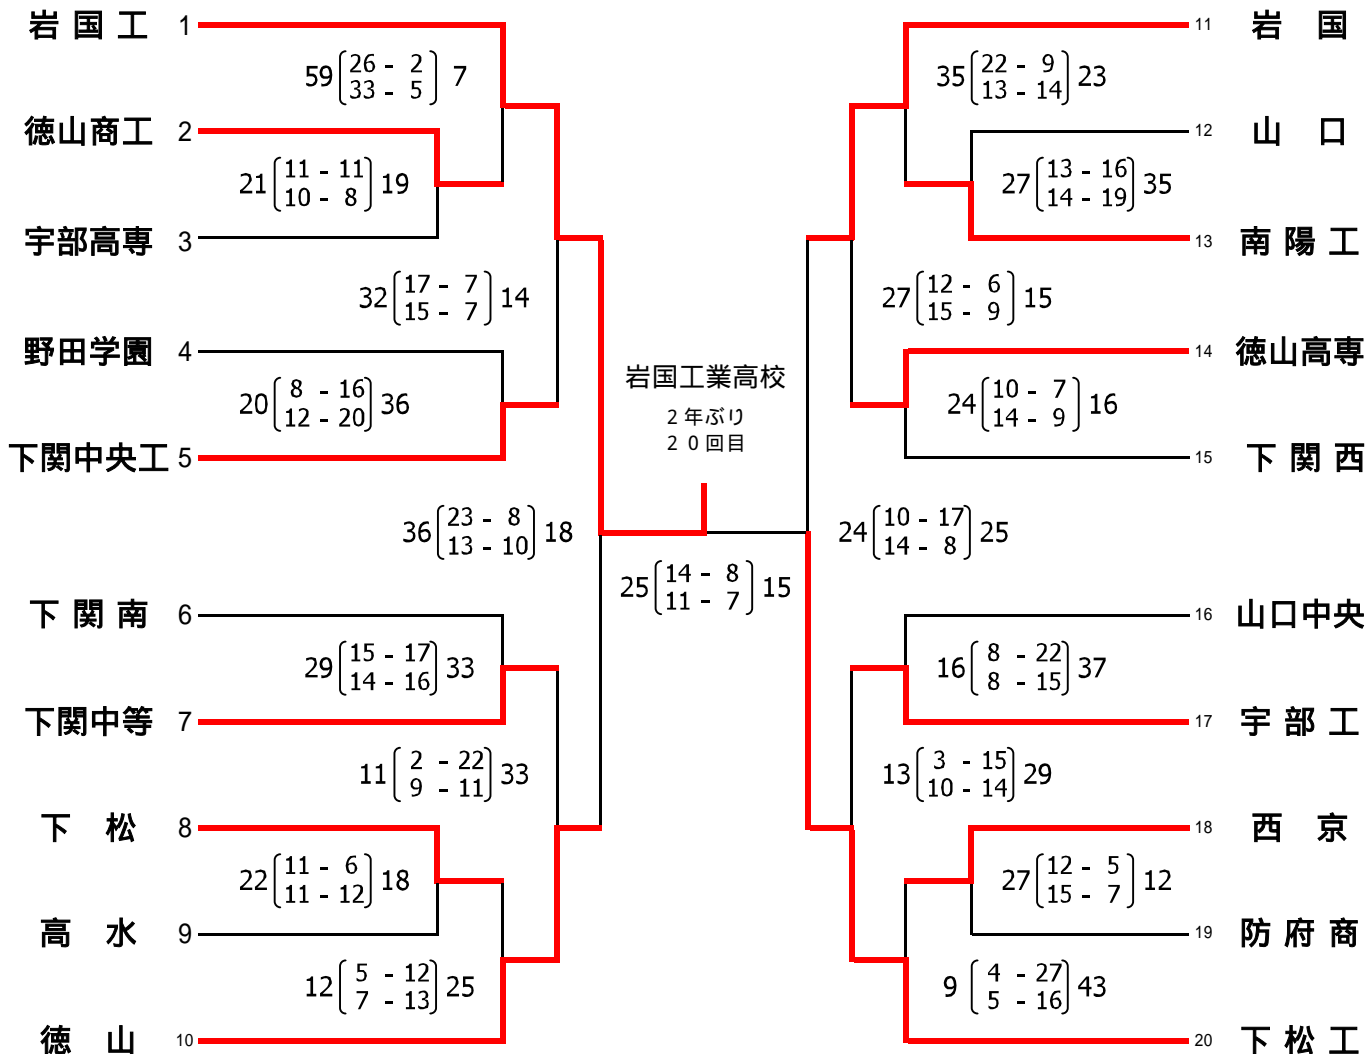 岩国工 1
59 26 - 2 7
33 - 5
徳山商工 2
21 11 - 11 19
10 - 8
宇部高専 3
32 17 - 7 14
15 - 7
野田学園 4
20 8 - 16 36
12 - 20
下関中央工 5
36 23 - 8 18
13 - 10
下関南 6
29 15 - 17 33
14 - 16
下関中等 7
11 2 - 22 33
9 - 11
下松 8
22 11 - 6 18
11 - 12
高水 9
12 5 - 12 25
7 - 13
徳山 10
岩国工業高校
2年ぶり
20回目
25 14 - 8 15
11 - 7
11 岩国
35 22 - 9 23
13 - 14
12 山口
27 13 - 16 35
14 - 19
13 南陽工
27 12 - 6 15
15 - 9
14 徳山高専
24 10 - 7 16
14 - 9
15 下関西
24 10 - 17 25
14 - 8
16 山口中央
16 8 - 22 37
8 - 15
17 宇部工
13 3 - 15 29
10 - 14
18 西京
27 12 - 5 12
15 - 7
19 防府商
9 4 - 27 43
5 - 16
20 下松工